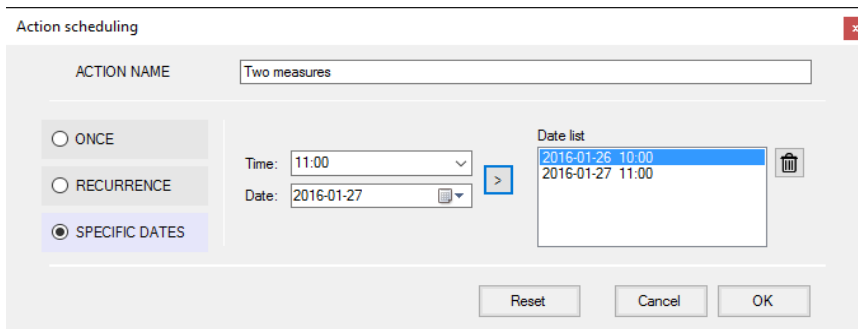 Action scheduling
ACTION NAME
Two measures
ONCE
RECURRENCE
SPECIFIC DATES
Time: 11:00
Date: 2016-01-27
>
Date list
2016-01-26 10:00
2016-01-27 11:00
Reset
Cancel
OK